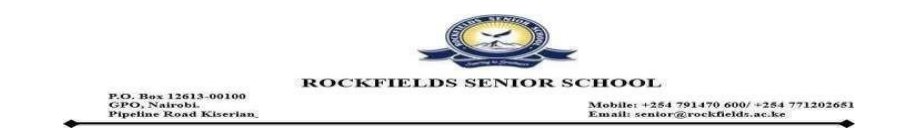 ROCKFIELDS SENIOR SCHOOL
ROCKFIELDS SENIOR SCHOOL
P.O. Box 12613-00100
GPO, Nairobi.
Pipeline Road Kiserian
Mobile: +254 791470 600/ +254 771202651
Email: senior@rockfields.ac.ke